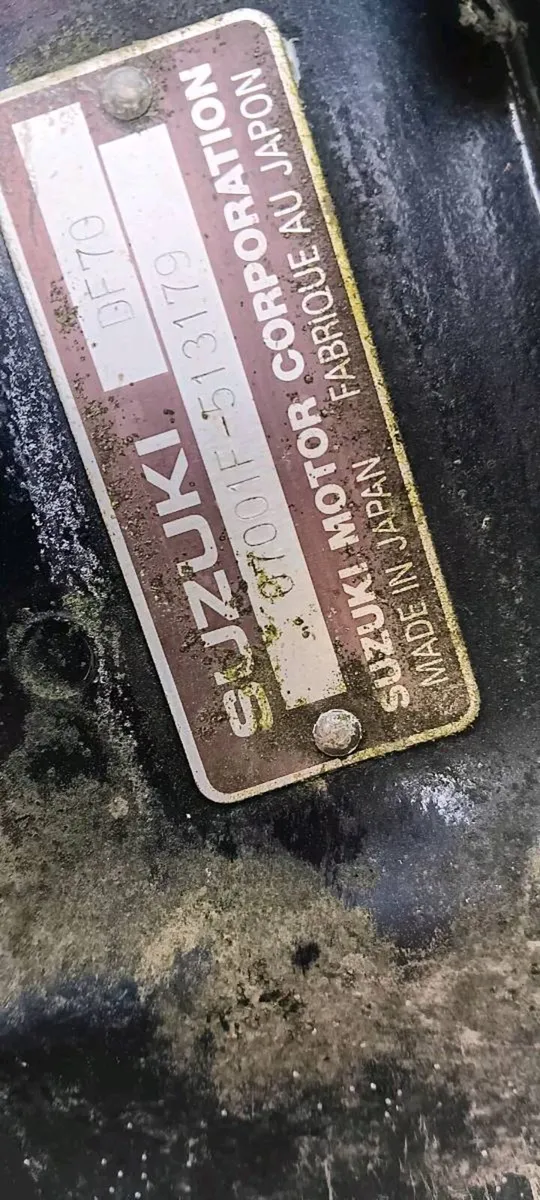 SUZUKI DF70
07001F-513179
SUZUKI MOTOR CORPORATION
MADE IN JAPAN FABRIQUE AU JAPON